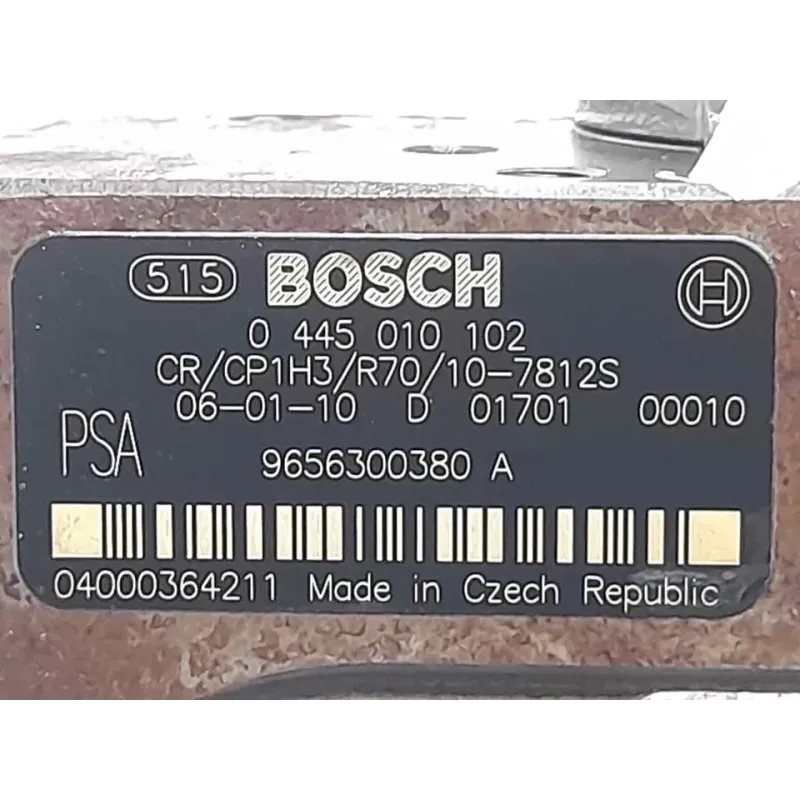 515 BOSCH
0 445 010 102
CR/CP1H3/R70/10-7812S
06-01-10 D 01701 00010
PSA 9656300380 A
04000364211 Made in Czech Republic